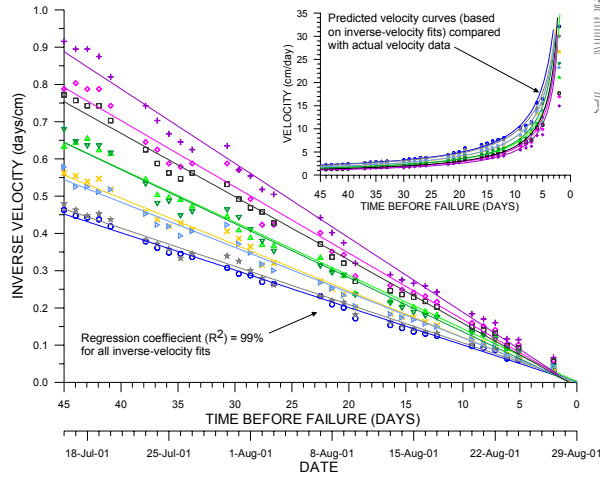 1.0
0.9
0.8
0.7
0.6
0.5
0.4
0.3
0.2
0.1
0.0
INVERSE VELOCITY (days/cm)
35
30
25
20
15
10
5
0
VELOCITY (cm/day)
Predicted velocity curves (based
on inverse-velocity fits) compared
with actual velocity data
45 40 35 30 25 20 15 10 5 0
TIME BEFORE FAILURE (DAYS)
Regression coeffiecient (R2) = 99%
for all inverse-velocity fits
45 40 35 30 25 20 15 10 5 0
TIME BEFORE FAILURE (DAYS)
18-Jul-01 25-Jul-01 1-Aug-01 8-Aug-01 15-Aug-01 22-Aug-01 29-Aug-01
DATE